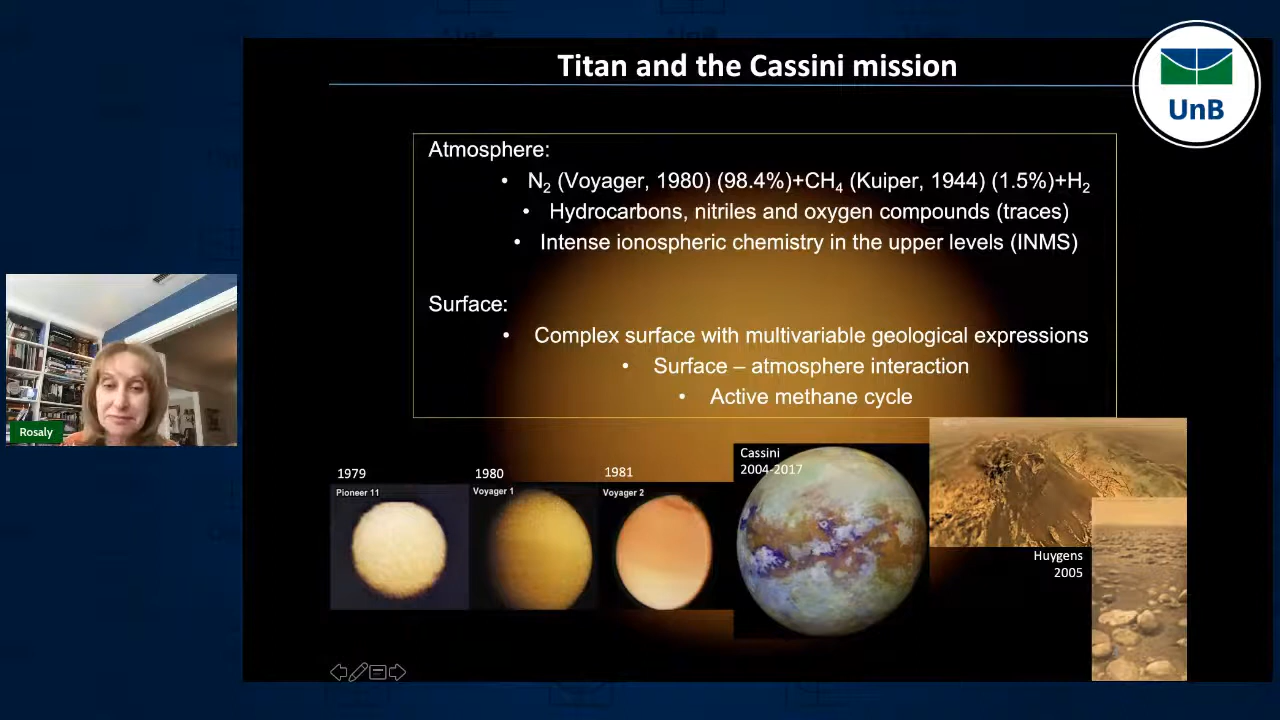 Titan and the Cassini mission
UnB
Atmosphere:
• N₂ (Voyager, 1980) (98.4%)+CH₄ (Kuiper, 1944) (1.5%)+H₂
• Hydrocarbons, nitriles and oxygen compounds (traces)
• Intense ionospheric chemistry in the upper levels (INMS)
Surface:
• Complex surface with multivariable geological expressions
• Surface – atmosphere interaction
• Active methane cycle
Rosaly
1979
Pioneer 11
1980
Voyager 1
1981
Voyager 2
Cassini
2004-2017
Huygens
2005